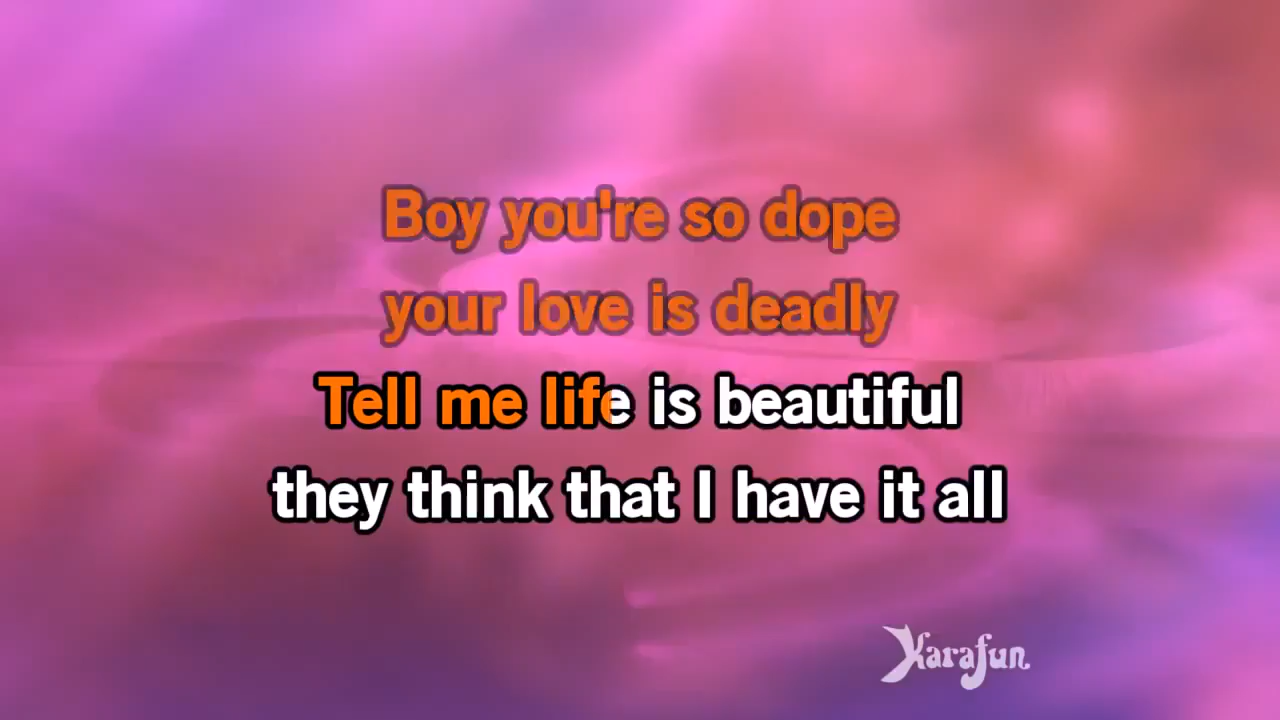 Boy you're so dope
your love is deadly
Tell me life is beautiful
they think that I have it all
Karafun